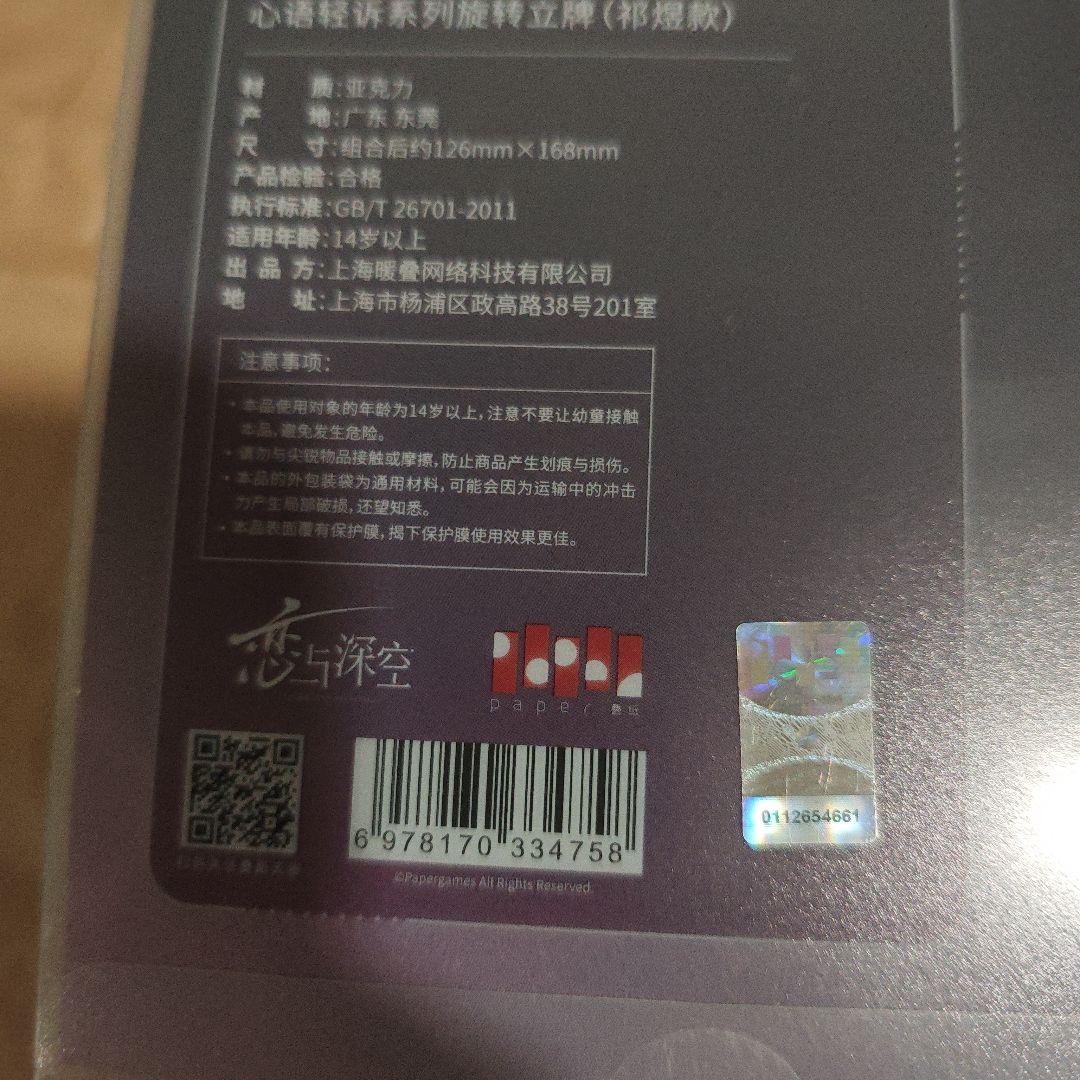 心语轻诉系列旋转立牌（祁煜款）
材 质：亚克力
产 地：广东 东莞
尺 寸：组合后约126mm×168mm
产品检验：合格
执行标准：GB/T 26701-2011
适用年龄：14岁以上
出 品 方：上海暖叠网络科技有限公司
地 址：上海市杨浦区政高路38号201室
注意事项：
• 本品使用对象的年龄为14岁以上，注意不要让幼童接触
本品，避免发生危险。
• 请勿与尖锐物品接触或摩擦，防止商品产生划痕与损伤。
• 本品的外包装袋为通用材料，可能会因为运输中的冲击
力产生局部破损，还望知悉。
• 本品表面覆有保护膜，揭下保护膜使用效果更佳。
恋与深空
paper 叠纸
0112654661
6 978170 334758
©Papergames All Rights Reserved.